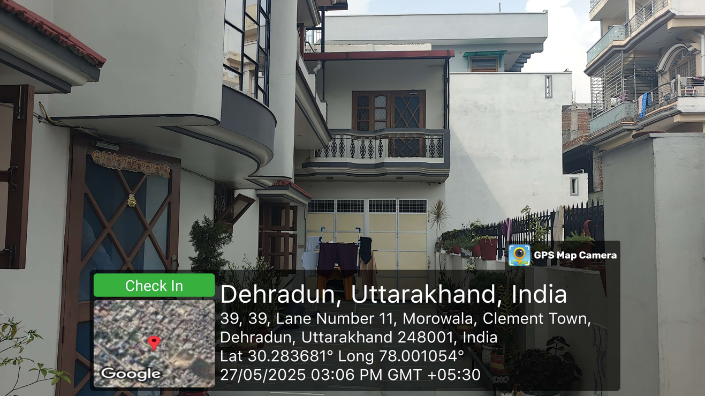 GPS Map Camera
Check In
Google
Dehradun, Uttarakhand, India
39, 39, Lane Number 11, Morowala, Clement Town,
Dehradun, Uttarakhand 248001, India
Lat 30.283681° Long 78.001054°
27/05/2025 03:06 PM GMT +05:30